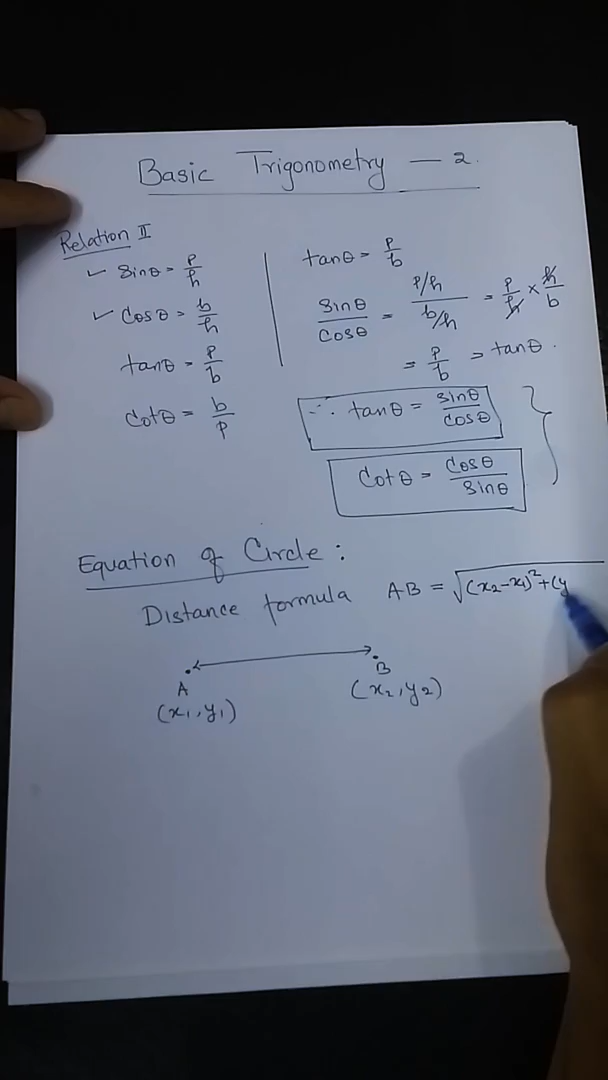 Basic Trigonometry — 2.
Relation II
✓ Sinθ = P/h
✓ Cosθ = b/h
tanθ = P/b
Cotθ = b/P
tanθ = P/b
Sinθ/Cosθ = (P/h)/(b/h) = P/h × h/b
= P/b = tanθ.
∴ tanθ = Sinθ/Cosθ
Cotθ = Cosθ/Sinθ
Equation of Circle :
Distance formula AB = √(x₂-x₁)²+(y
A B
(x₁,y₁) (x₂,y₂)